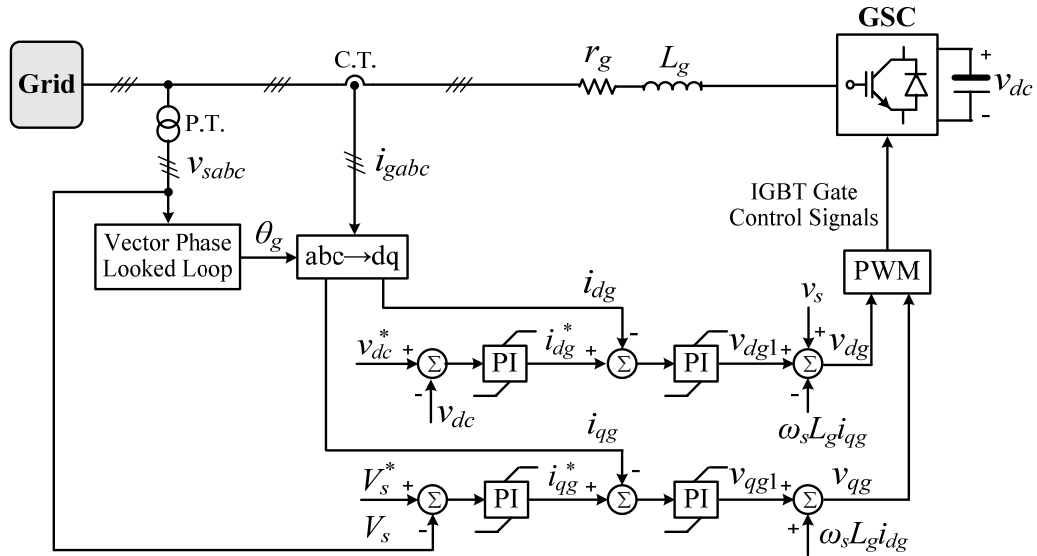 GSC
Grid
C.T.
r_g
L_g
+
v_dc
-
P.T.
v_sabc
i_gabc
IGBT Gate
Control Signals
Vector Phase
Looked Loop
θ_g
abc→dq
PWM
i_dg
v_s
v_dc^*
+
Σ
-
v_dc
PI
i_dg^*
+
-
Σ
PI
v_dg1
+
+
Σ
-
v_dg
ω_sL_gi_qg
i_qg
V_s^*
+
Σ
-
V_s
PI
i_qg^*
+
-
Σ
PI
v_qg1
+
Σ
+
v_qg
ω_sL_gi_dg